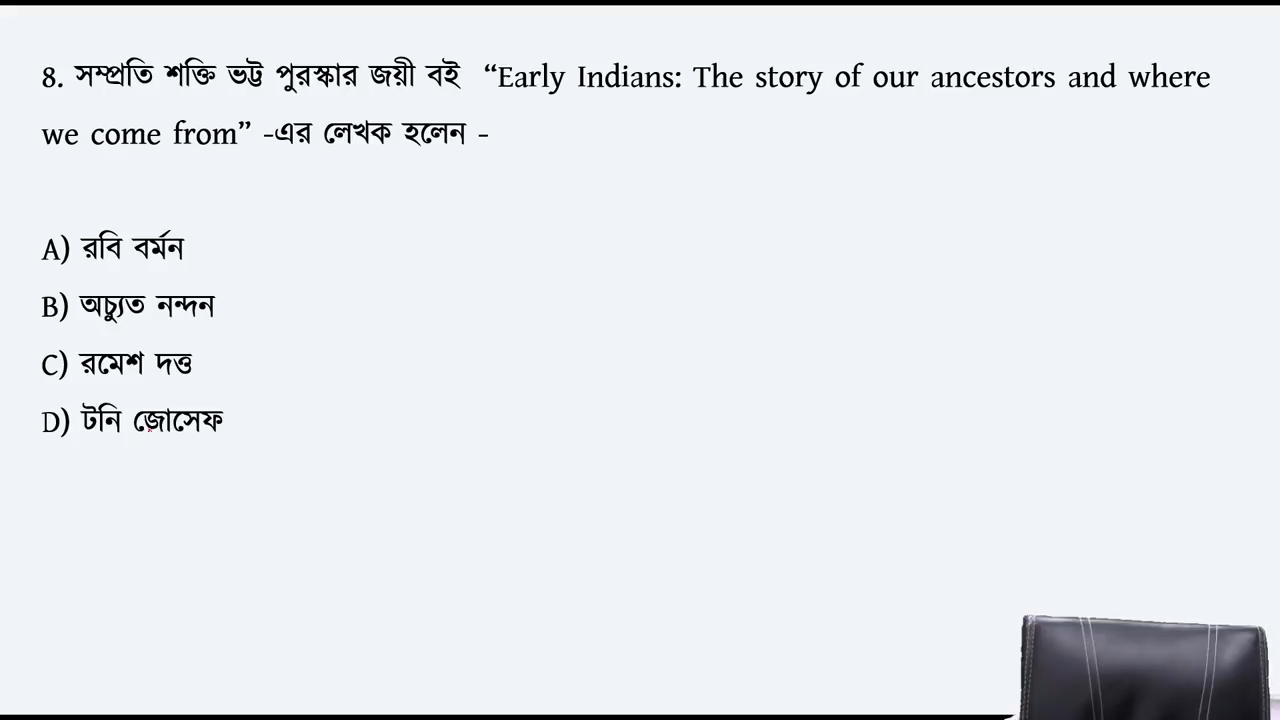 8. সম্প্রতি শক্তি ভট্ট পুরস্কার জয়ী বই “Early Indians: The story of our ancestors and where
we come from” -এর লেখক হলেন -
A) রবি বর্মন
B) অচ্যুত নন্দন
C) রমেশ দত্ত
D) টনি জোসেফ